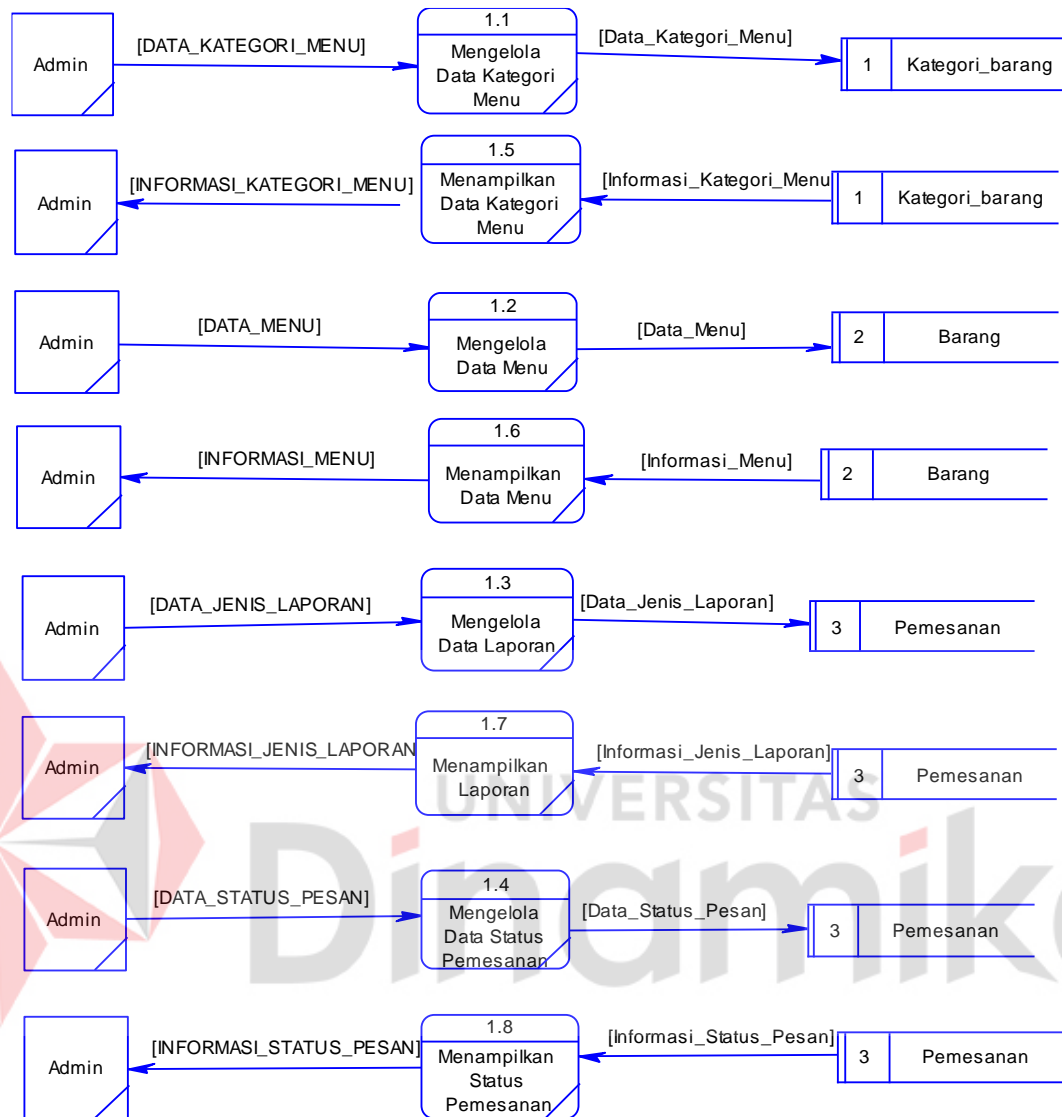 1.1
[DATA_KATEGORI_MENU]
[Data_Kategori_Menu]
Admin
Mengelola
Data Kategori
Menu
1
Kategori_barang
1.5
[INFORMASI_KATEGORI_MENU]
Menampilkan
Data Kategori
Menu
[Informasi_Kategori_Menu
Admin
1
Kategori_barang
1.2
[DATA_MENU]
[Data_Menu]
Admin
Mengelola
Data Menu
2
Barang
1.6
[INFORMASI_MENU]
[Informasi_Menu]
Admin
Menampilkan
Data Menu
2
Barang
1.3
[DATA_JENIS_LAPORAN]
[Data_Jenis_Laporan]
Admin
Mengelola
Data Laporan
3
Pemesanan
1.7
[INFORMASI_JENIS_LAPORAN
[Informasi_Jenis_Laporan]
Admin
Menampilkan
Laporan
3
Pemesanan
UNIVERSITAS
Dinamika
1.4
[DATA_STATUS_PESAN]
[Data_Status_Pesan]
Admin
Mengelola
Data Status
Pemesanan
3
Pemesanan
1.8
[INFORMASI_STATUS_PESAN]
[Informasi_Status_Pesan]
Admin
Menampilkan
Status
Pemesanan
3
Pemesanan